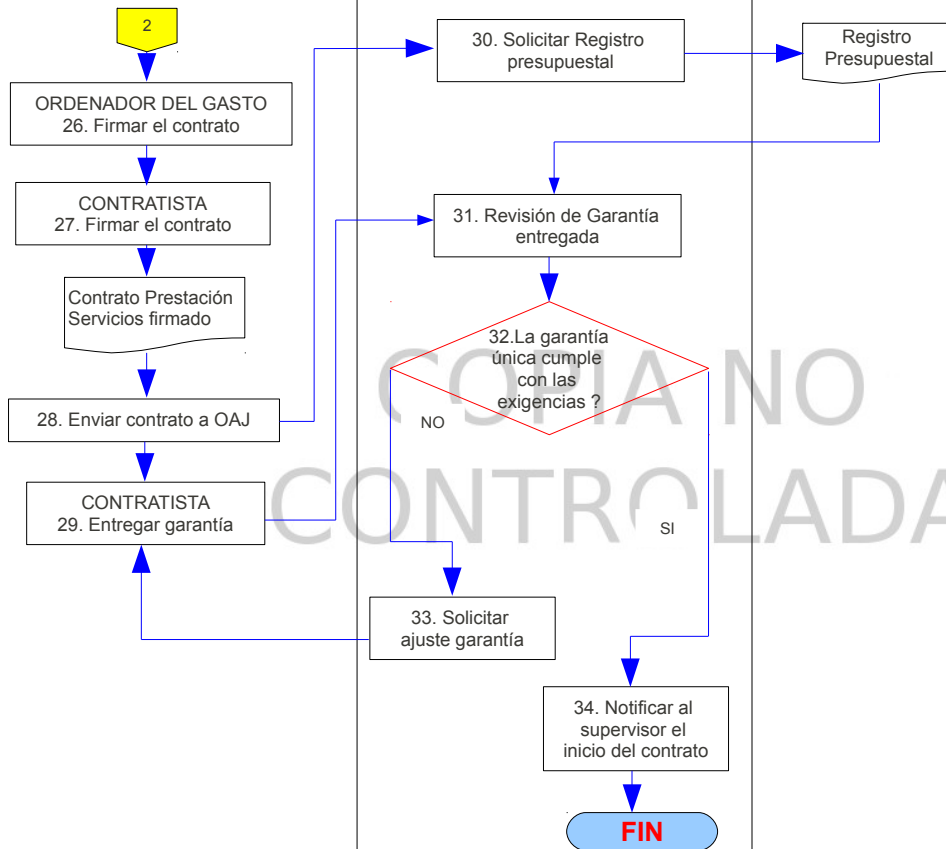 2
ORDENADOR DEL GASTO
26. Firmar el contrato
CONTRATISTA
27. Firmar el contrato
Contrato Prestación
Servicios firmado
28. Enviar contrato a OAJ
CONTRATISTA
29. Entregar garantía
30. Solicitar Registro
presupuestal
Registro
Presupuestal
31. Revisión de Garantía
entregada
32.La garantía
única cumple
con las
exigencias ?
NO
SI
33. Solicitar
ajuste garantía
34. Notificar al
supervisor el
inicio del contrato
FIN
COPIA NO
CONTROLADA